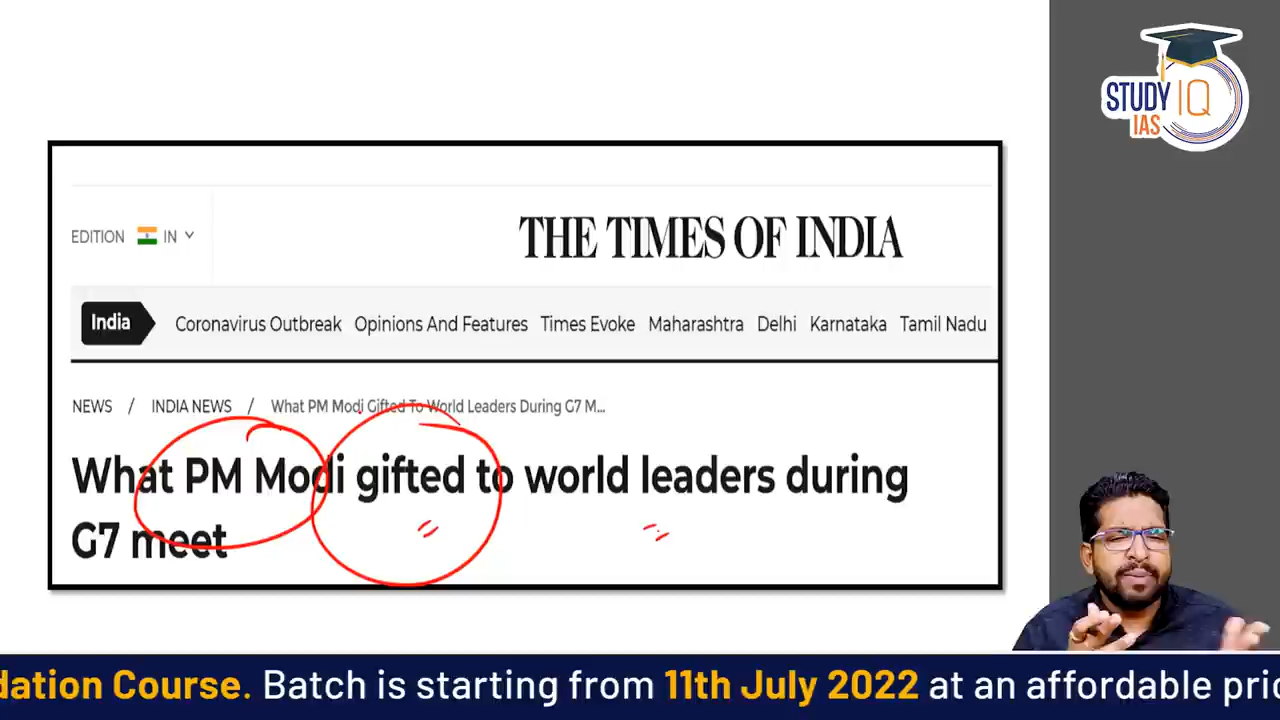 STUDY IQ
IAS
EDITION IN
THE TIMES OF INDIA
India Coronavirus Outbreak Opinions And Features Times Evoke Maharashtra Delhi Karnataka Tamil Nadu
NEWS / INDIA NEWS / What PM Modi Gifted To World Leaders During G7 M...
What PM Modi gifted to world leaders during
G7 meet
dation Course. Batch is starting from 11th July 2022 at an affordable pric